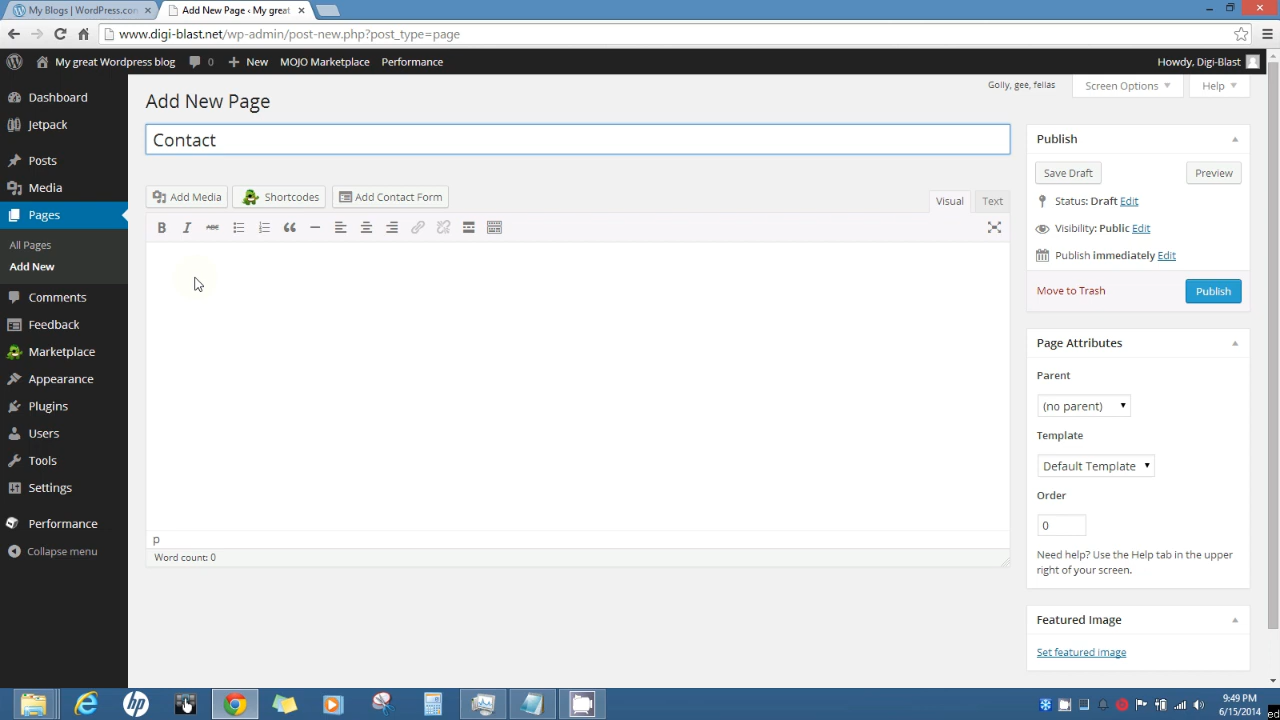 My Blogs | WordPress.com
Add New Page ‹ My great
www.digi-blast.net/wp-admin/post-new.php?post_type=page
My great Wordpress blog 0 New MOJO Marketplace Performance Howdy, Digi-Blast
Dashboard
Jetpack
Posts
Media
Pages
All Pages
Add New
Comments
Feedback
Marketplace
Appearance
Plugins
Users
Tools
Settings
Performance
Collapse menu
Golly, gee, fellas
Screen Options
Help
Add New Page
Contact
Add Media Shortcodes Add Contact Form
Visual Text
B I ABC
p
Word count: 0
Publish
Save Draft Preview
Status: Draft Edit
Visibility: Public Edit
Publish immediately Edit
Move to Trash Publish
Page Attributes
Parent
(no parent)
Template
Default Template
Order
0
Need help? Use the Help tab in the upper
right of your screen.
Featured Image
Set featured image
hp
9:49 PM
6/15/2014